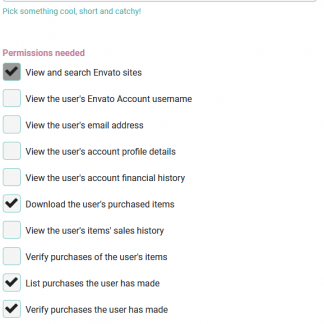 Pick something cool, short and catchy!
Permissions needed
View and search Envato sites
View the user's Envato Account username
View the user's email address
View the user's account profile details
View the user's account financial history
Download the user's purchased items
View the user's items' sales history
Verify purchases of the user's items
List purchases the user has made
Verify purchases the user has made